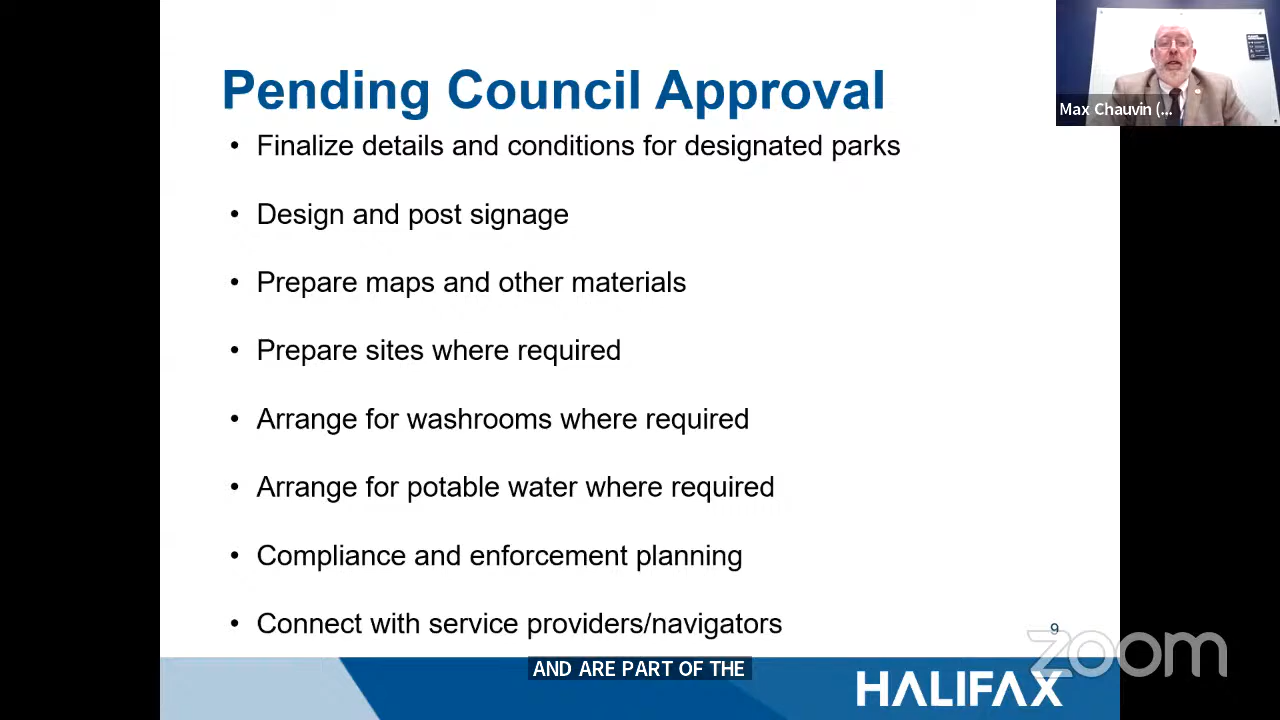 Pending Council Approval
• Finalize details and conditions for designated parks
• Design and post signage
• Prepare maps and other materials
• Prepare sites where required
• Arrange for washrooms where required
• Arrange for potable water where required
• Compliance and enforcement planning
• Connect with service providers/navigators
Max Chauvin (...
9
zoom
AND ARE PART OF THE
HALIFAX